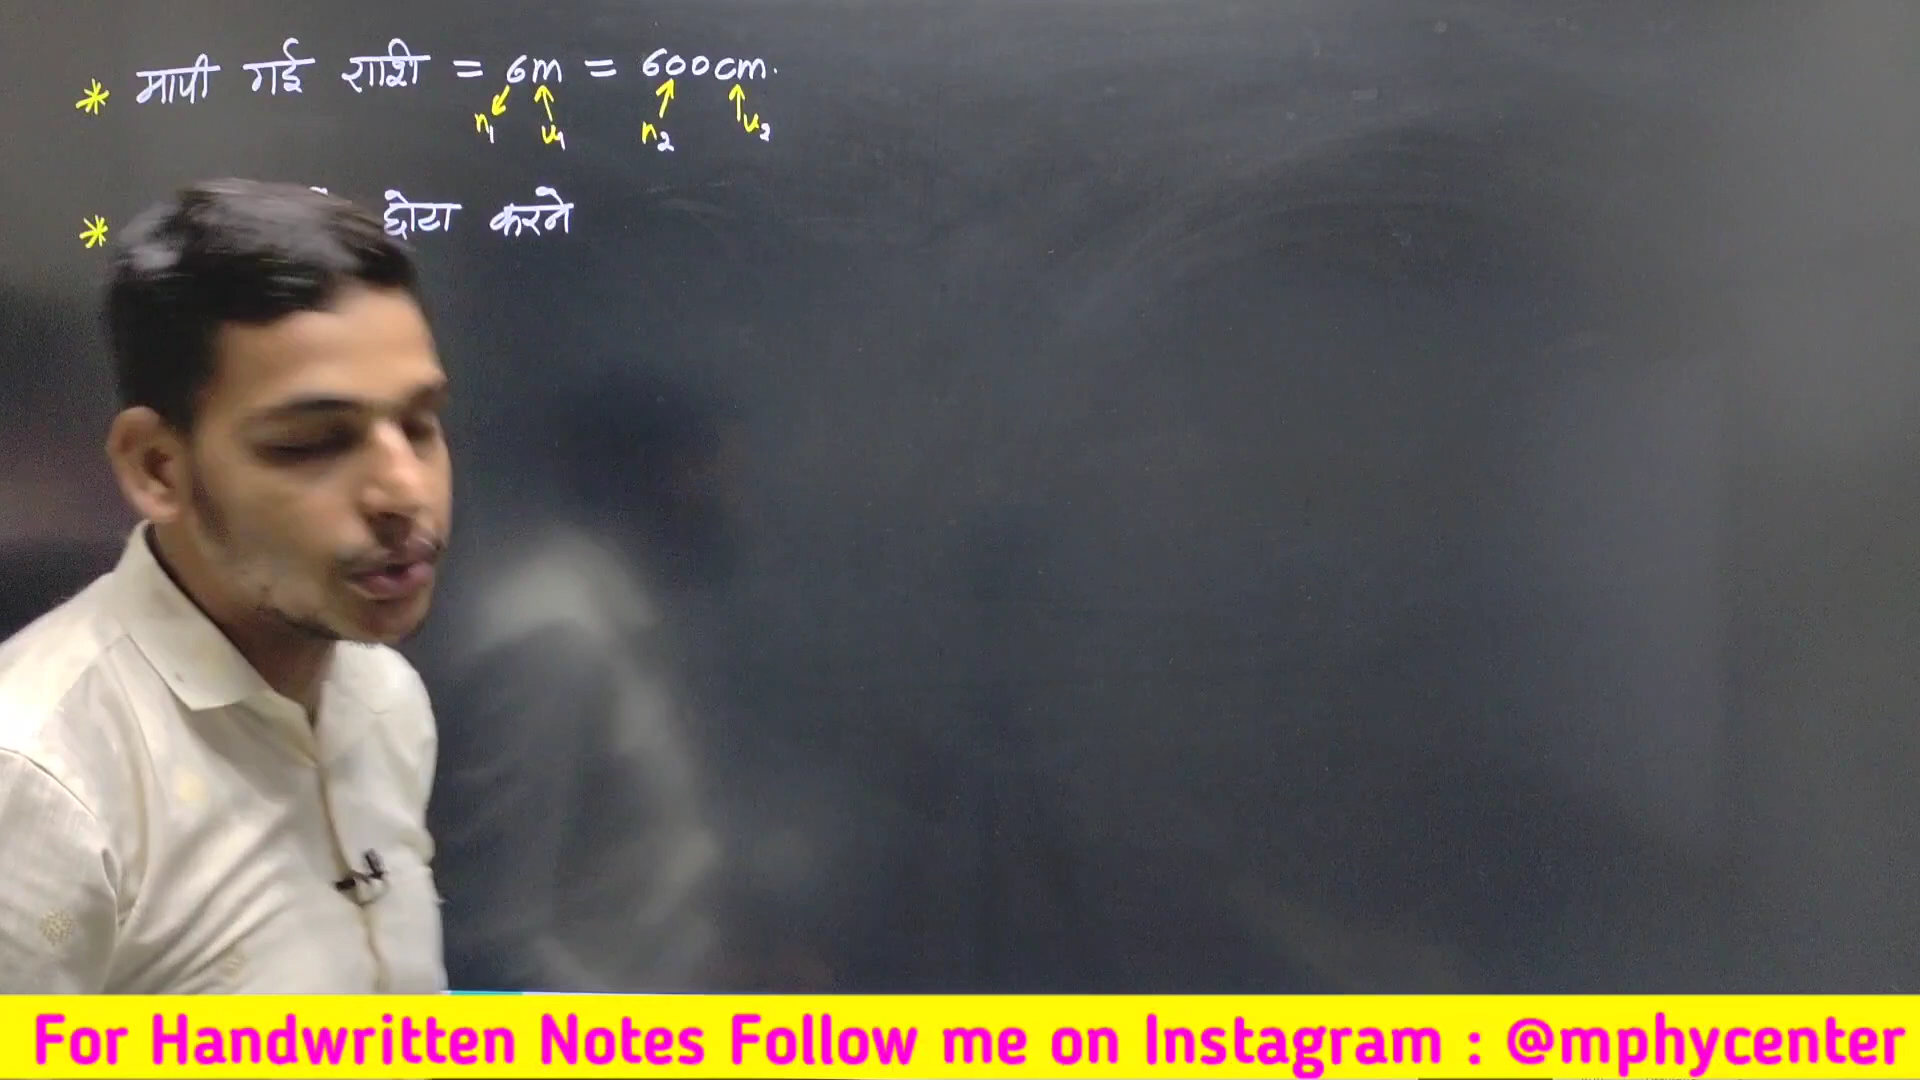 * मापी गई राशी = 6m = 600cm.
n₁ u₁ n₂ u₂
* छोटा करने
For Handwritten Notes Follow me on Instagram : @mphycenter